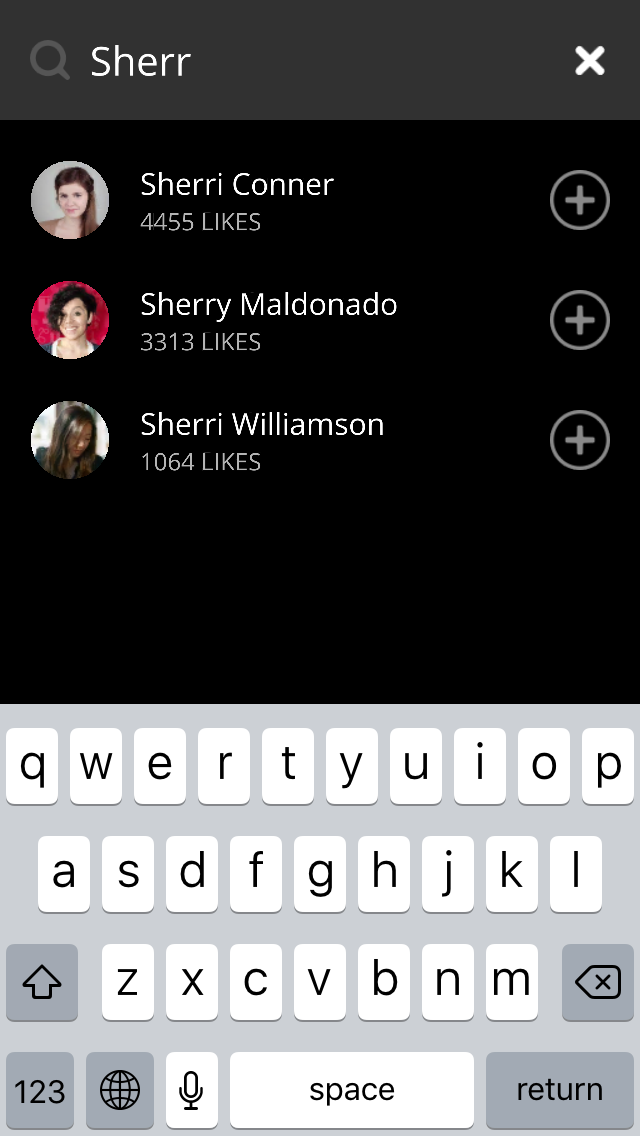 Sherr
Sherri Conner
4455 LIKES
Sherry Maldonado
3313 LIKES
Sherri Williamson
1064 LIKES
q w e r t y u i o p
a s d f g h j k l
z x c v b n m
123 space return